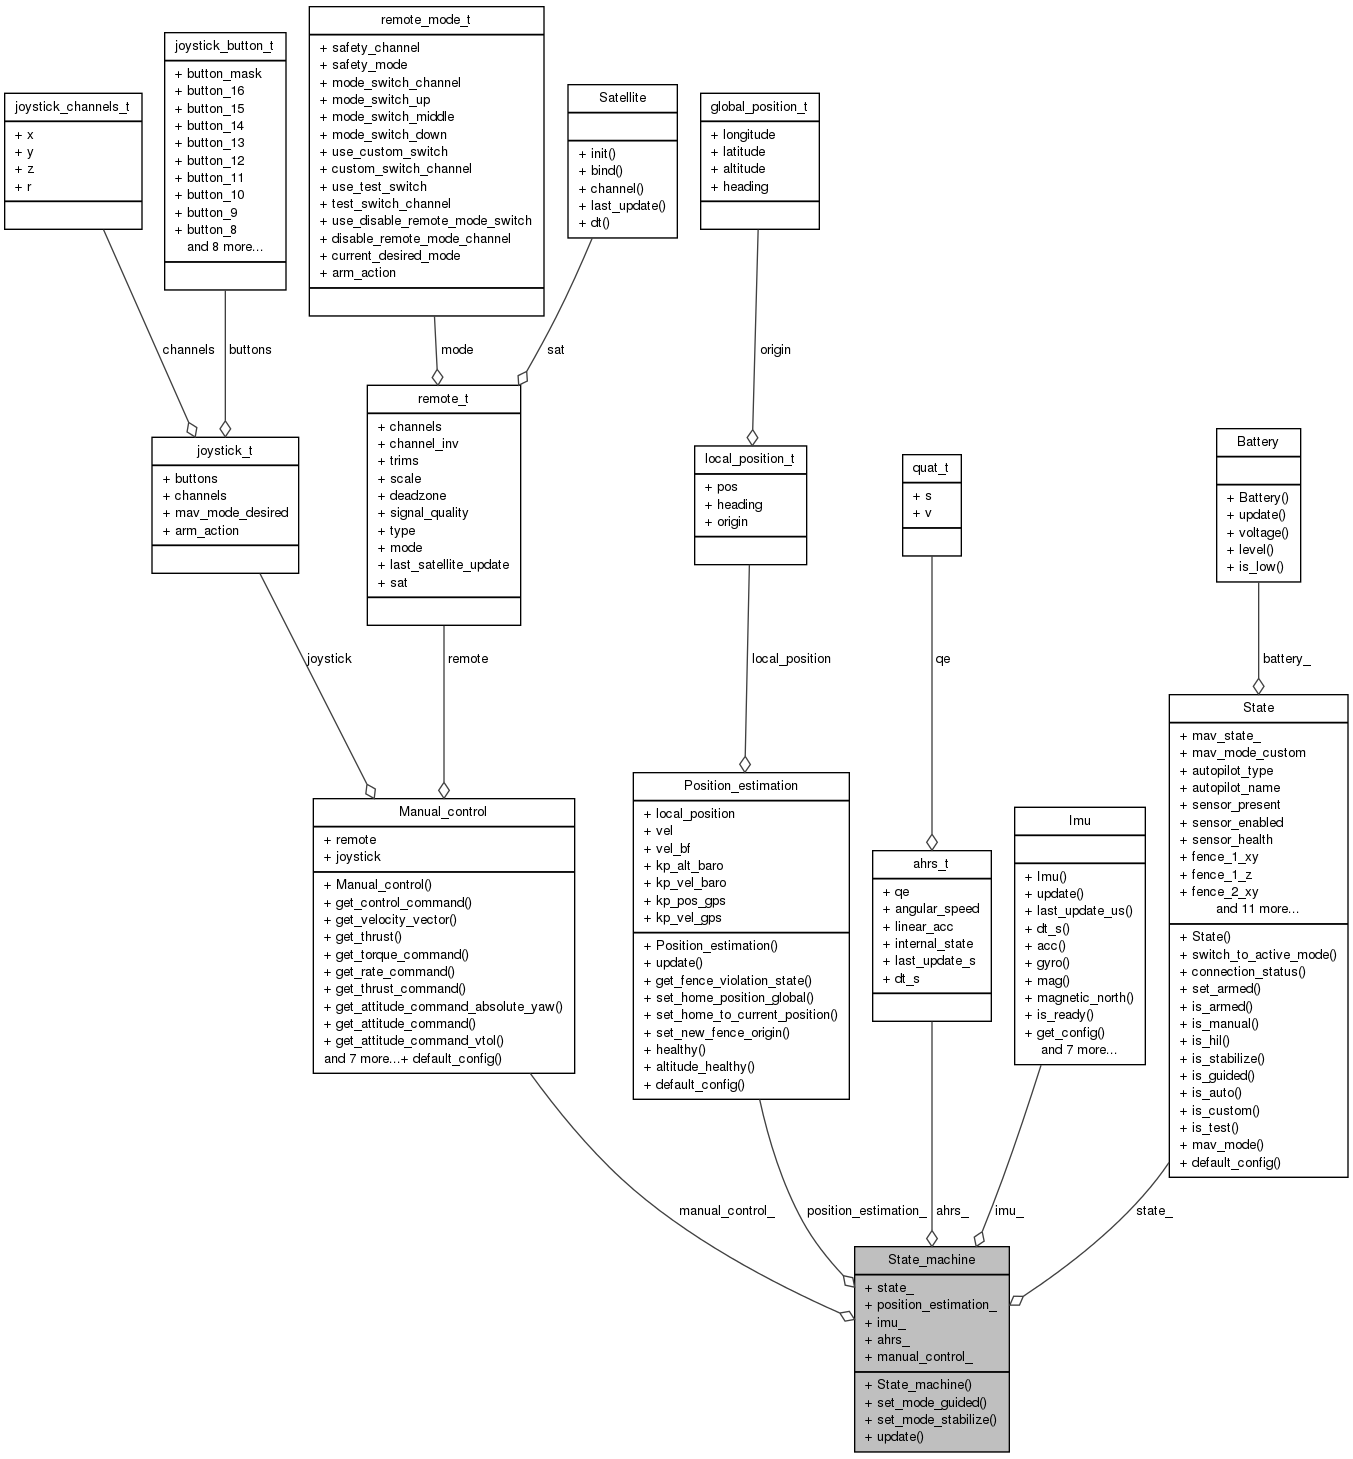 remote_mode_t
+ safety_channel
+ safety_mode
+ mode_switch_channel
+ mode_switch_up
+ mode_switch_middle
+ mode_switch_down
+ use_custom_switch
+ custom_switch_channel
+ use_test_switch
+ test_switch_channel
+ use_disable_remote_mode_switch
+ disable_remote_mode_channel
+ current_desired_mode
+ arm_action
joystick_button_t
+ button_mask
+ button_16
+ button_15
+ button_14
+ button_13
+ button_12
+ button_11
+ button_10
+ button_9
+ button_8
and 8 more...
joystick_channels_t
+ x
+ y
+ z
+ r
Satellite
+ init()
+ bind()
+ channel()
+ last_update()
+ dt()
global_position_t
+ longitude
+ latitude
+ altitude
+ heading
channels
buttons
mode
sat
origin
joystick_t
+ buttons
+ channels
+ mav_mode_desired
+ arm_action
remote_t
+ channels
+ channel_inv
+ trims
+ scale
+ deadzone
+ signal_quality
+ type
+ mode
+ last_satellite_update
+ sat
local_position_t
+ pos
+ heading
+ origin
quat_t
+ s
+ v
Battery
+ Battery()
+ update()
+ voltage()
+ level()
+ is_low()
joystick
remote
local_position
qe
battery_
Manual_control
+ remote
+ joystick
+ Manual_control()
+ get_control_command()
+ get_velocity_vector()
+ get_thrust()
+ get_torque_command()
+ get_rate_command()
+ get_thrust_command()
+ get_attitude_command_absolute_yaw()
+ get_attitude_command()
+ get_attitude_command_vtol()
and 7 more...+ default_config()
Position_estimation
+ local_position
+ vel
+ vel_bf
+ kp_alt_baro
+ kp_vel_baro
+ kp_pos_gps
+ kp_vel_gps
+ Position_estimation()
+ update()
+ get_fence_violation_state()
+ set_home_position_global()
+ set_home_to_current_position()
+ set_new_fence_origin()
+ healthy()
+ altitude_healthy()
+ default_config()
ahrs_t
+ qe
+ angular_speed
+ linear_acc
+ internal_state
+ last_update_s
+ dt_s
Imu
+ Imu()
+ update()
+ last_update_us()
+ dt_s()
+ acc()
+ gyro()
+ mag()
+ magnetic_north()
+ is_ready()
+ get_config()
and 7 more...
State
+ mav_state_
+ mav_mode_custom
+ autopilot_type
+ autopilot_name
+ sensor_present
+ sensor_enabled
+ sensor_health
+ fence_1_xy
+ fence_1_z
+ fence_2_xy
and 11 more...
+ State()
+ switch_to_active_mode()
+ connection_status()
+ set_armed()
+ is_armed()
+ is_manual()
+ is_hil()
+ is_stabilize()
+ is_guided()
+ is_auto()
+ is_custom()
+ is_test()
+ mav_mode()
+ default_config()
manual_control_
position_estimation_
ahrs_
imu_
state_
State_machine
+ state_
+ position_estimation_
+ imu_
+ ahrs_
+ manual_control_
+ State_machine()
+ set_mode_guided()
+ set_mode_stabilize()
+ update()